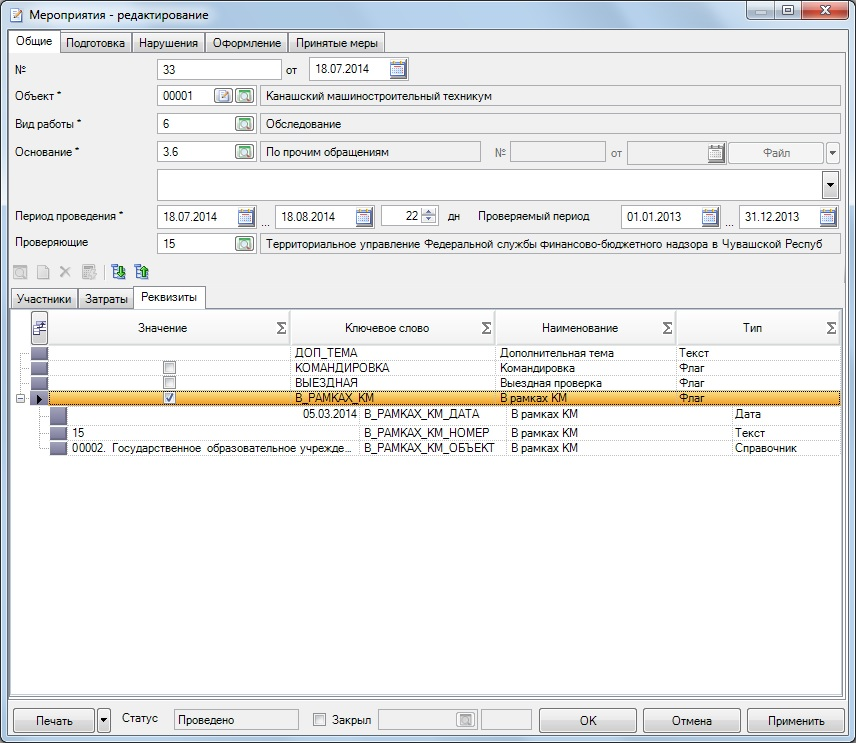 Мероприятия - редактирование
Общие Подготовка Нарушения Оформление Принятые меры
№ 33 от 18.07.2014
Объект * 00001 Канашский машиностроительный техникум
Вид работы * 6 Обследование
Основание * 3.6 По прочим обращениям № от Файл
Период проведения * 18.07.2014 ... 18.08.2014 22 дн Проверяемый период 01.01.2013 ... 31.12.2013
Проверяющие 15 Территориальное управление Федеральной службы финансово-бюджетного надзора в Чувашской Респуб
Участники Затраты Реквизиты
Значение Σ Ключевое слово Σ Наименование Σ Тип Σ
ДОП_ТЕМА Дополнительная тема Текст
КОМАНДИРОВКА Командировка Флаг
ВЫЕЗДНАЯ Выездная проверка Флаг
В_РАМКАХ_КМ В рамках КМ Флаг
05.03.2014 В_РАМКАХ_КМ_ДАТА В рамках КМ Дата
15 В_РАМКАХ_КМ_НОМЕР В рамках КМ Текст
00002. Государственное образовательное учрежде... В_РАМКАХ_КМ_ОБЪЕКТ В рамках КМ Справочник
Печать Статус Проведено Закрыл OK Отмена Применить